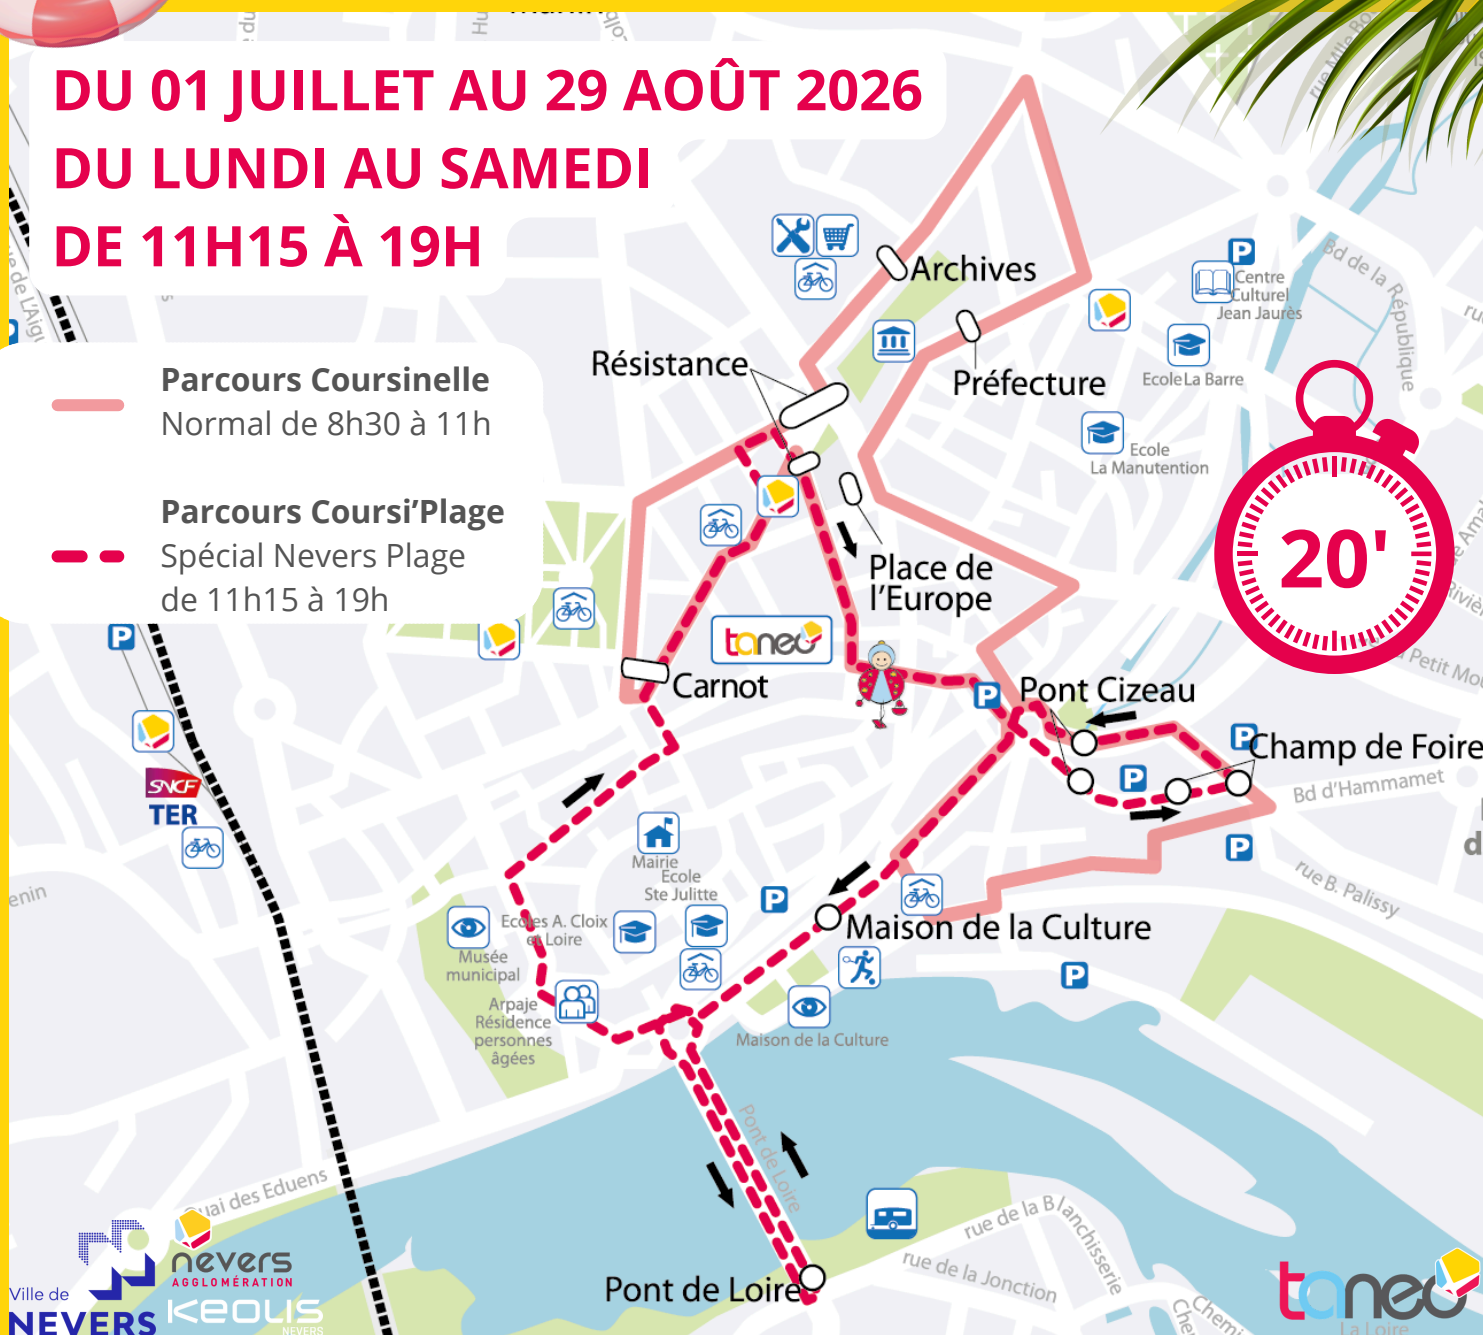 DU 01 JUILLET AU 29 AOÛT 2026
DU LUNDI AU SAMEDI
DE 11H15 À 19H
Parcours Coursinelle
Normal de 8h30 à 11h
Parcours Coursi'Plage
Spécial Nevers Plage
de 11h15 à 19h
Archives
Résistance
Préfecture
P
Centre
Culturel
Jean Jaurès
Ecole La Barre
Ecole
La Manutention
Bd de la République
20'
Place de
l'Europe
taneo
Carnot
P
P
Pont Cizeau
P
Champ de Foire
P
Bd d'Hammamet
P
rue B. Palissy
Petit Mou
SNCF
TER
Mairie
Ecole
Ste Julitte
P
Ecoles A. Cloix
et Loire
Musée
municipal
Arpaje
Résidence
personnes
âgées
Maison de la Culture
P
Maison de la Culture
Pont de Loire
Quai des Eduens
rue de la Blanchisserie
rue de la Jonction
Pont de Loire
Ville de
NEVERS
nevers
AGGLOMÉRATION
KEOLIS
NEVERS
taneo
La Loire